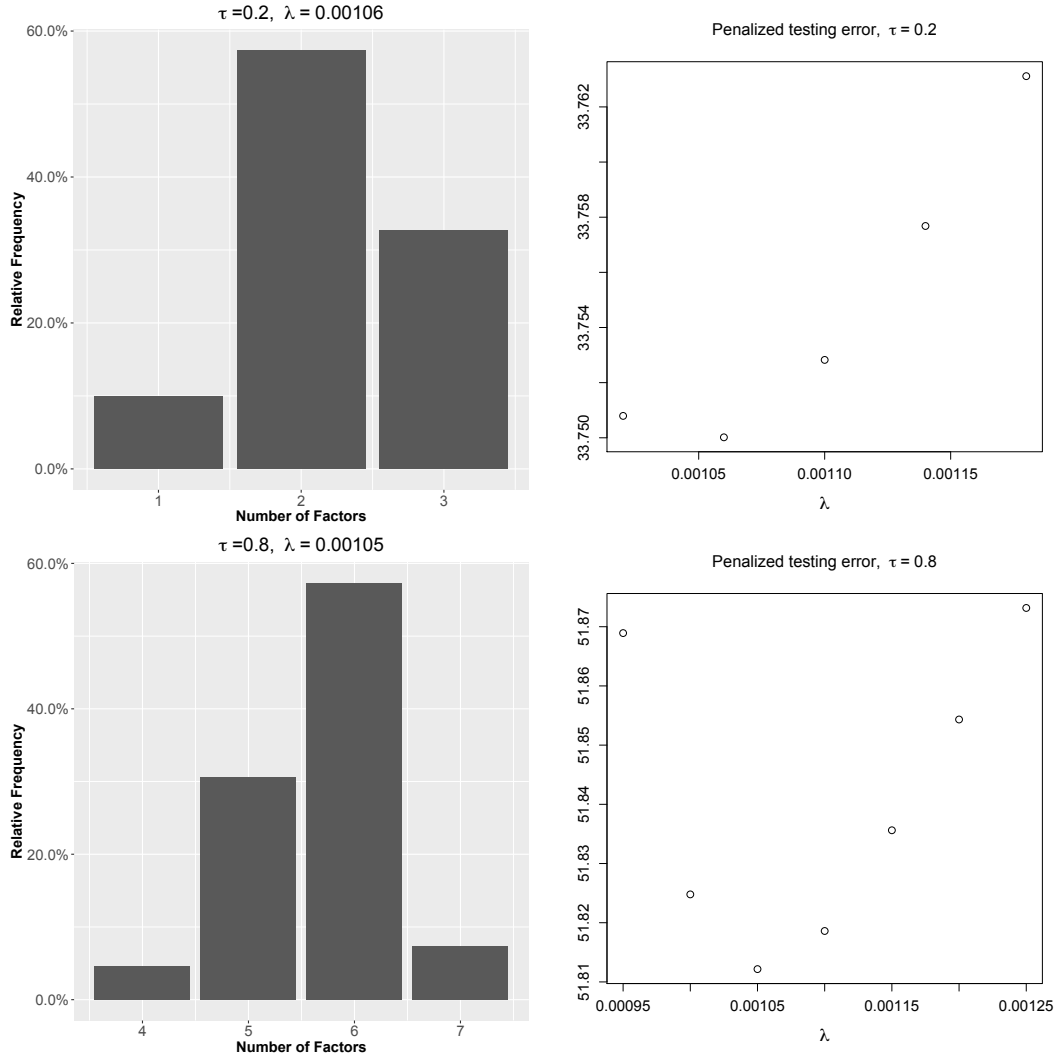 τ =0.2, λ = 0.00106
60.0%
40.0%
20.0%
0.0%
Relative Frequency
1 2 3
Number of Factors
Penalized testing error, τ = 0.2
33.762
33.758
33.754
33.750
0.00105 0.00110 0.00115
λ
τ =0.8, λ = 0.00105
60.0%
40.0%
20.0%
0.0%
Relative Frequency
4 5 6 7
Number of Factors
Penalized testing error, τ = 0.8
51.87
51.86
51.85
51.84
51.83
51.82
51.81
0.00095 0.00105 0.00115 0.00125
λ